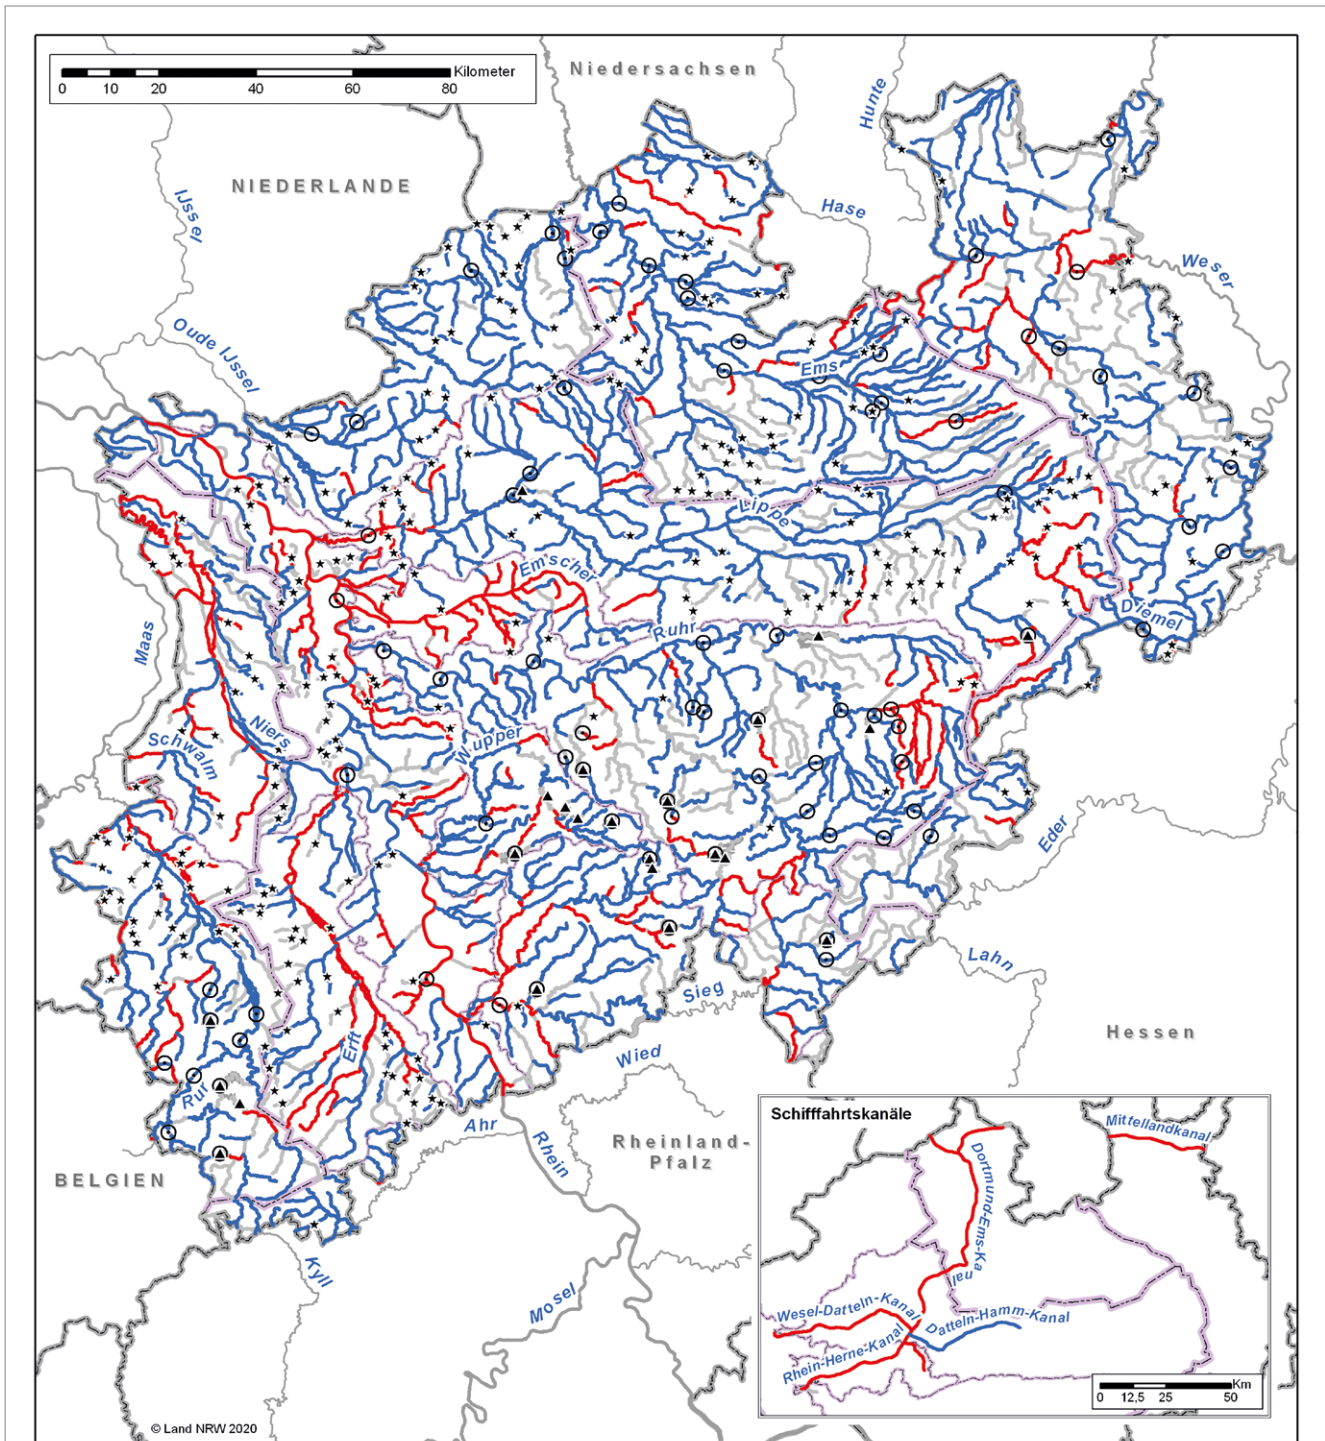 Kilometer
0 10 20 40 60 80
Niedersachsen
Hunte
NIEDERLANDE
IJssel
Hase
Weser
Oude IJssel
Ems
Lippe
Emscher
Maas
Ruhr
Diemel
Niers
Schwalm
Wupper
Eder
Lahn
Sieg
Hessen
Erft
Wied
Rur
Ahr
Rhein
Rheinland-
Pfalz
BELGIEN
Kyll
Mosel
Schifffahrtskanäle
Mittellandkanal
Dortmund-Ems-Ka
nal
Wesel-Datteln-Kanal
Datteln-Hamm-Kanal
Rhein-Herne-Kanal
Km
0 12,5 25 50
© Land NRW 2020